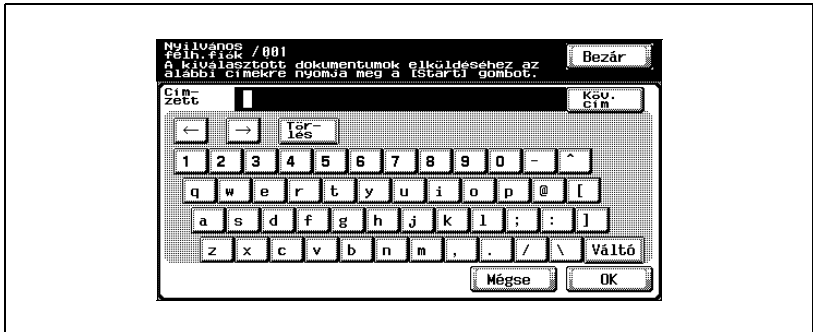 Nyilvános
félh.fiók /001
A kiválasztott dokumentumok elküldéséhez az
alábbi címekre nyomja meg a [Start] gombot.
Bezár
Cím-
zett
Köv.
cím
← → Tör-
lés
1 2 3 4 5 6 7 8 9 0 - ^
q w e r t y u i o p @ [
a s d f g h j k l ; : ]
z x c v b n m , . / \ Váltó
Mégse OK